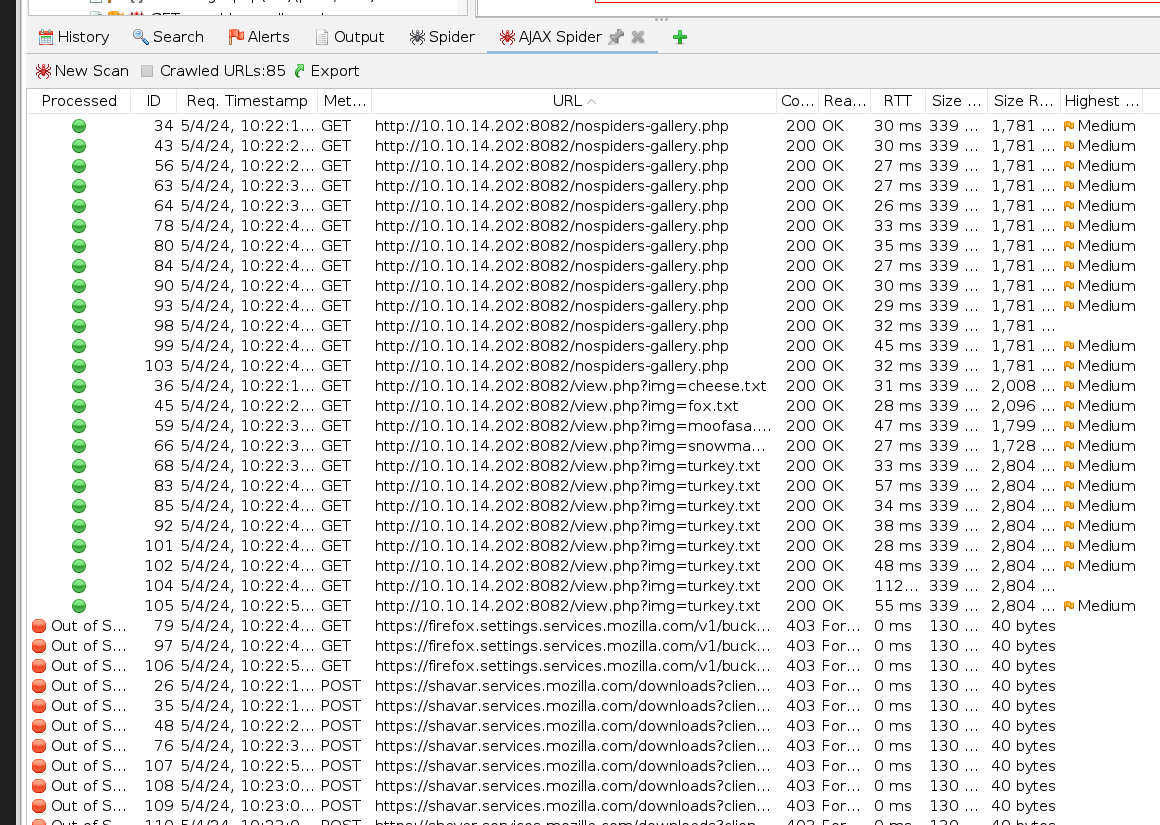 History Search Alerts Output Spider AJAX Spider
New Scan Crawled URLs:85 Export
Processed ID Req. Timestamp Met... URL Co... Rea... RTT Size ... Size R... Highest ...
34 5/4/24, 10:22:1... GET http://10.10.14.202:8082/nospiders-gallery.php 200 OK 30 ms 339 ... 1,781 ... Medium
43 5/4/24, 10:22:2... GET http://10.10.14.202:8082/nospiders-gallery.php 200 OK 30 ms 339 ... 1,781 ... Medium
56 5/4/24, 10:22:2... GET http://10.10.14.202:8082/nospiders-gallery.php 200 OK 27 ms 339 ... 1,781 ... Medium
63 5/4/24, 10:22:3... GET http://10.10.14.202:8082/nospiders-gallery.php 200 OK 27 ms 339 ... 1,781 ... Medium
64 5/4/24, 10:22:3... GET http://10.10.14.202:8082/nospiders-gallery.php 200 OK 26 ms 339 ... 1,781 ... Medium
78 5/4/24, 10:22:4... GET http://10.10.14.202:8082/nospiders-gallery.php 200 OK 33 ms 339 ... 1,781 ... Medium
80 5/4/24, 10:22:4... GET http://10.10.14.202:8082/nospiders-gallery.php 200 OK 35 ms 339 ... 1,781 ... Medium
84 5/4/24, 10:22:4... GET http://10.10.14.202:8082/nospiders-gallery.php 200 OK 27 ms 339 ... 1,781 ... Medium
90 5/4/24, 10:22:4... GET http://10.10.14.202:8082/nospiders-gallery.php 200 OK 30 ms 339 ... 1,781 ... Medium
93 5/4/24, 10:22:4... GET http://10.10.14.202:8082/nospiders-gallery.php 200 OK 29 ms 339 ... 1,781 ... Medium
98 5/4/24, 10:22:4... GET http://10.10.14.202:8082/nospiders-gallery.php 200 OK 32 ms 339 ... 1,781 ...
99 5/4/24, 10:22:4... GET http://10.10.14.202:8082/nospiders-gallery.php 200 OK 45 ms 339 ... 1,781 ... Medium
103 5/4/24, 10:22:4... GET http://10.10.14.202:8082/nospiders-gallery.php 200 OK 32 ms 339 ... 1,781 ... Medium
36 5/4/24, 10:22:1... GET http://10.10.14.202:8082/view.php?img=cheese.txt 200 OK 31 ms 339 ... 2,008 ... Medium
45 5/4/24, 10:22:2... GET http://10.10.14.202:8082/view.php?img=fox.txt 200 OK 28 ms 339 ... 2,096 ... Medium
59 5/4/24, 10:22:3... GET http://10.10.14.202:8082/view.php?img=moofasa.... 200 OK 47 ms 339 ... 1,799 ... Medium
66 5/4/24, 10:22:3... GET http://10.10.14.202:8082/view.php?img=snowma... 200 OK 27 ms 339 ... 1,728 ... Medium
68 5/4/24, 10:22:3... GET http://10.10.14.202:8082/view.php?img=turkey.txt 200 OK 33 ms 339 ... 2,804 ... Medium
83 5/4/24, 10:22:4... GET http://10.10.14.202:8082/view.php?img=turkey.txt 200 OK 57 ms 339 ... 2,804 ... Medium
85 5/4/24, 10:22:4... GET http://10.10.14.202:8082/view.php?img=turkey.txt 200 OK 34 ms 339 ... 2,804 ... Medium
92 5/4/24, 10:22:4... GET http://10.10.14.202:8082/view.php?img=turkey.txt 200 OK 38 ms 339 ... 2,804 ... Medium
101 5/4/24, 10:22:4... GET http://10.10.14.202:8082/view.php?img=turkey.txt 200 OK 28 ms 339 ... 2,804 ... Medium
102 5/4/24, 10:22:4... GET http://10.10.14.202:8082/view.php?img=turkey.txt 200 OK 48 ms 339 ... 2,804 ... Medium
104 5/4/24, 10:22:4... GET http://10.10.14.202:8082/view.php?img=turkey.txt 200 OK 112... 339 ... 2,804 ...
105 5/4/24, 10:22:5... GET http://10.10.14.202:8082/view.php?img=turkey.txt 200 OK 55 ms 339 ... 2,804 ... Medium
Out of S... 79 5/4/24, 10:22:4... GET https://firefox.settings.services.mozilla.com/v1/buck... 403 For... 0 ms 130 ... 40 bytes
Out of S... 97 5/4/24, 10:22:4... GET https://firefox.settings.services.mozilla.com/v1/buck... 403 For... 0 ms 130 ... 40 bytes
Out of S... 106 5/4/24, 10:22:5... GET https://firefox.settings.services.mozilla.com/v1/buck... 403 For... 0 ms 130 ... 40 bytes
Out of S... 26 5/4/24, 10:22:1... POST https://shavar.services.mozilla.com/downloads?clien... 403 For... 0 ms 130 ... 40 bytes
Out of S... 35 5/4/24, 10:22:1... POST https://shavar.services.mozilla.com/downloads?clien... 403 For... 0 ms 130 ... 40 bytes
Out of S... 48 5/4/24, 10:22:2... POST https://shavar.services.mozilla.com/downloads?clien... 403 For... 0 ms 130 ... 40 bytes
Out of S... 76 5/4/24, 10:22:3... POST https://shavar.services.mozilla.com/downloads?clien... 403 For... 0 ms 130 ... 40 bytes
Out of S... 107 5/4/24, 10:22:5... POST https://shavar.services.mozilla.com/downloads?clien... 403 For... 0 ms 130 ... 40 bytes
Out of S... 108 5/4/24, 10:23:0... POST https://shavar.services.mozilla.com/downloads?clien... 403 For... 0 ms 130 ... 40 bytes
Out of S... 109 5/4/24, 10:23:0... POST https://shavar.services.mozilla.com/downloads?clien... 403 For... 0 ms 130 ... 40 bytes